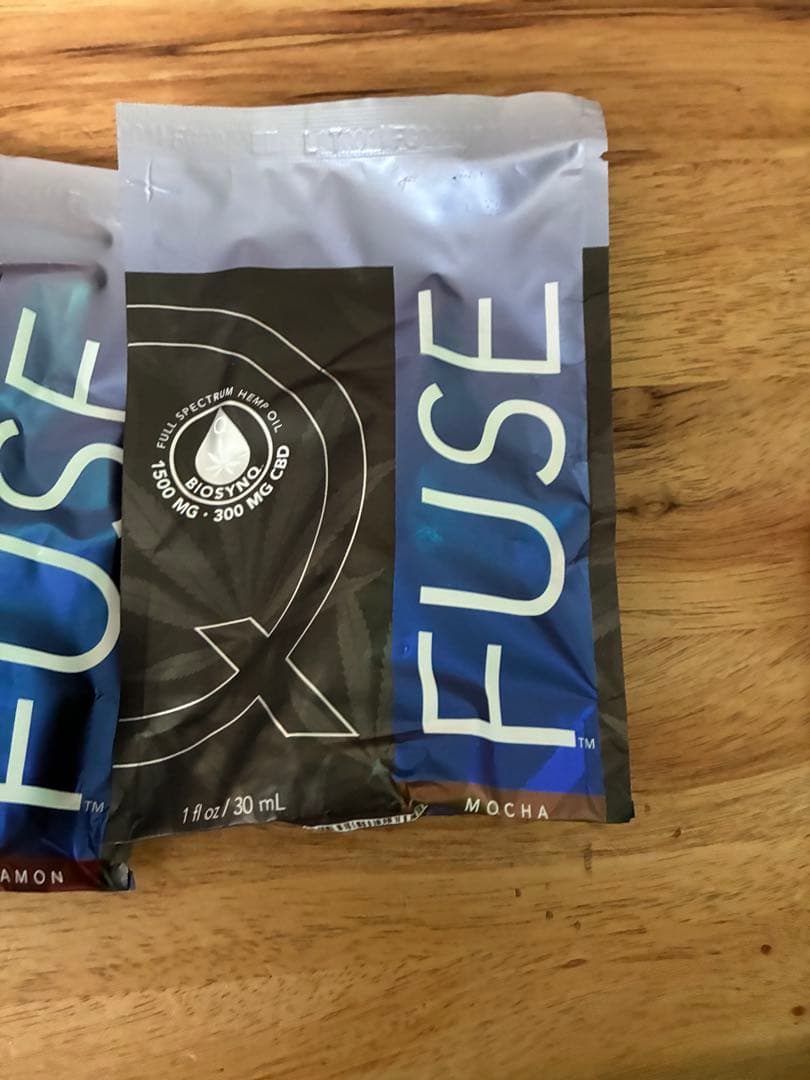 FUSE
TM
AMON
FULL SPECTRUM HEMP OIL
BIOSYNQ
1500 MG • 300 MG CBD
1 fl oz / 30 mL
FUSE
TM
MOCHA